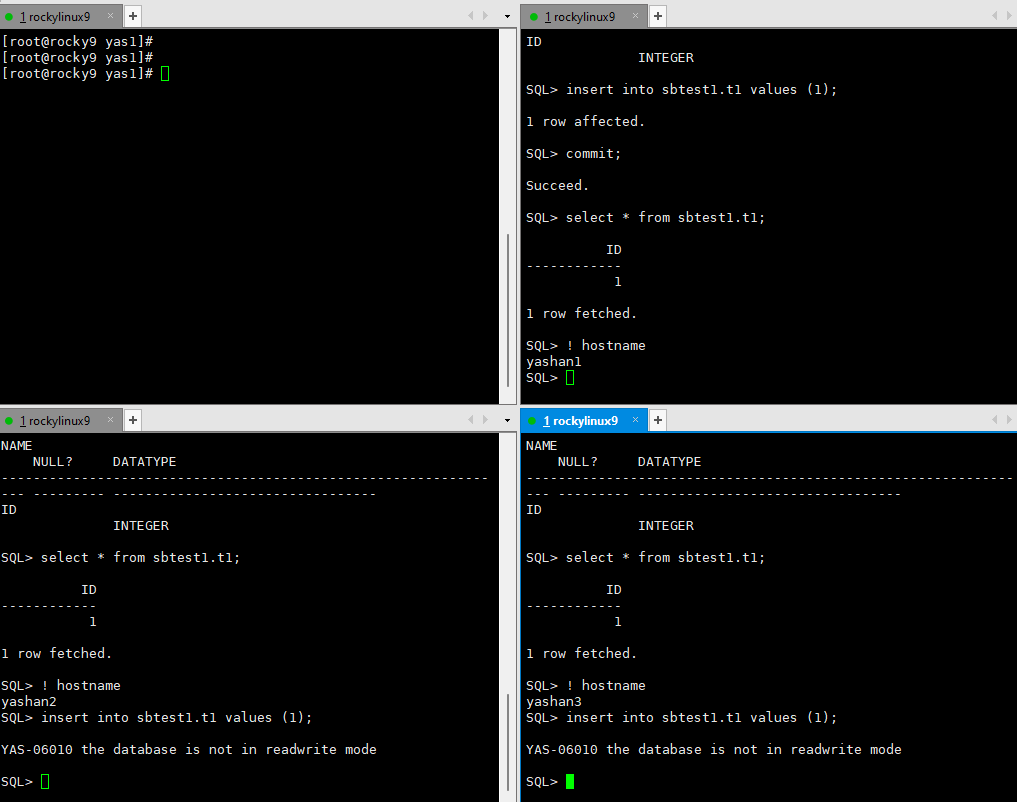 1 rockylinux9 × +
[root@rocky9 yas1]#
[root@rocky9 yas1]#
[root@rocky9 yas1]#
1 rockylinux9 × +
ID
INTEGER
SQL> insert into sbtest1.t1 values (1);
1 row affected.
SQL> commit;
Succeed.
SQL> select * from sbtest1.t1;
ID
------------
1
1 row fetched.
SQL> ! hostname
yashan1
SQL>
1 rockylinux9 × +
NAME
NULL? DATATYPE
-------------------------------------------------------------
--- --------- ---------------------------------
ID
INTEGER
SQL> select * from sbtest1.t1;
ID
------------
1
1 row fetched.
SQL> ! hostname
yashan2
SQL> insert into sbtest1.t1 values (1);
YAS-06010 the database is not in readwrite mode
SQL>
1 rockylinux9 × +
NAME
NULL? DATATYPE
-------------------------------------------------------------
--- --------- ---------------------------------
ID
INTEGER
SQL> select * from sbtest1.t1;
ID
------------
1
1 row fetched.
SQL> ! hostname
yashan3
SQL> insert into sbtest1.t1 values (1);
YAS-06010 the database is not in readwrite mode
SQL>